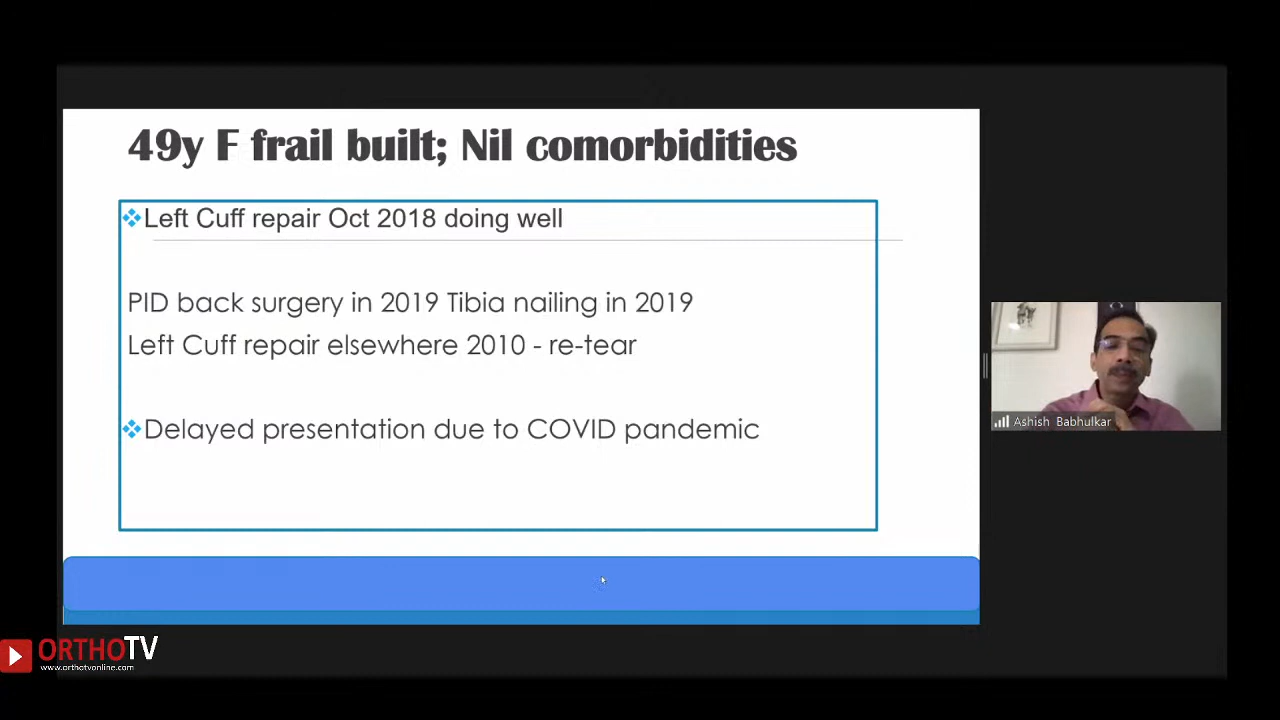 49y F frail built; Nil comorbidities
Left Cuff repair Oct 2018 doing well
PID back surgery in 2019 Tibia nailing in 2019
Left Cuff repair elsewhere 2010 - re-tear
Delayed presentation due to COVID pandemic
Ashish Babhulkar
ORTHOTV
www.orthotvonline.com